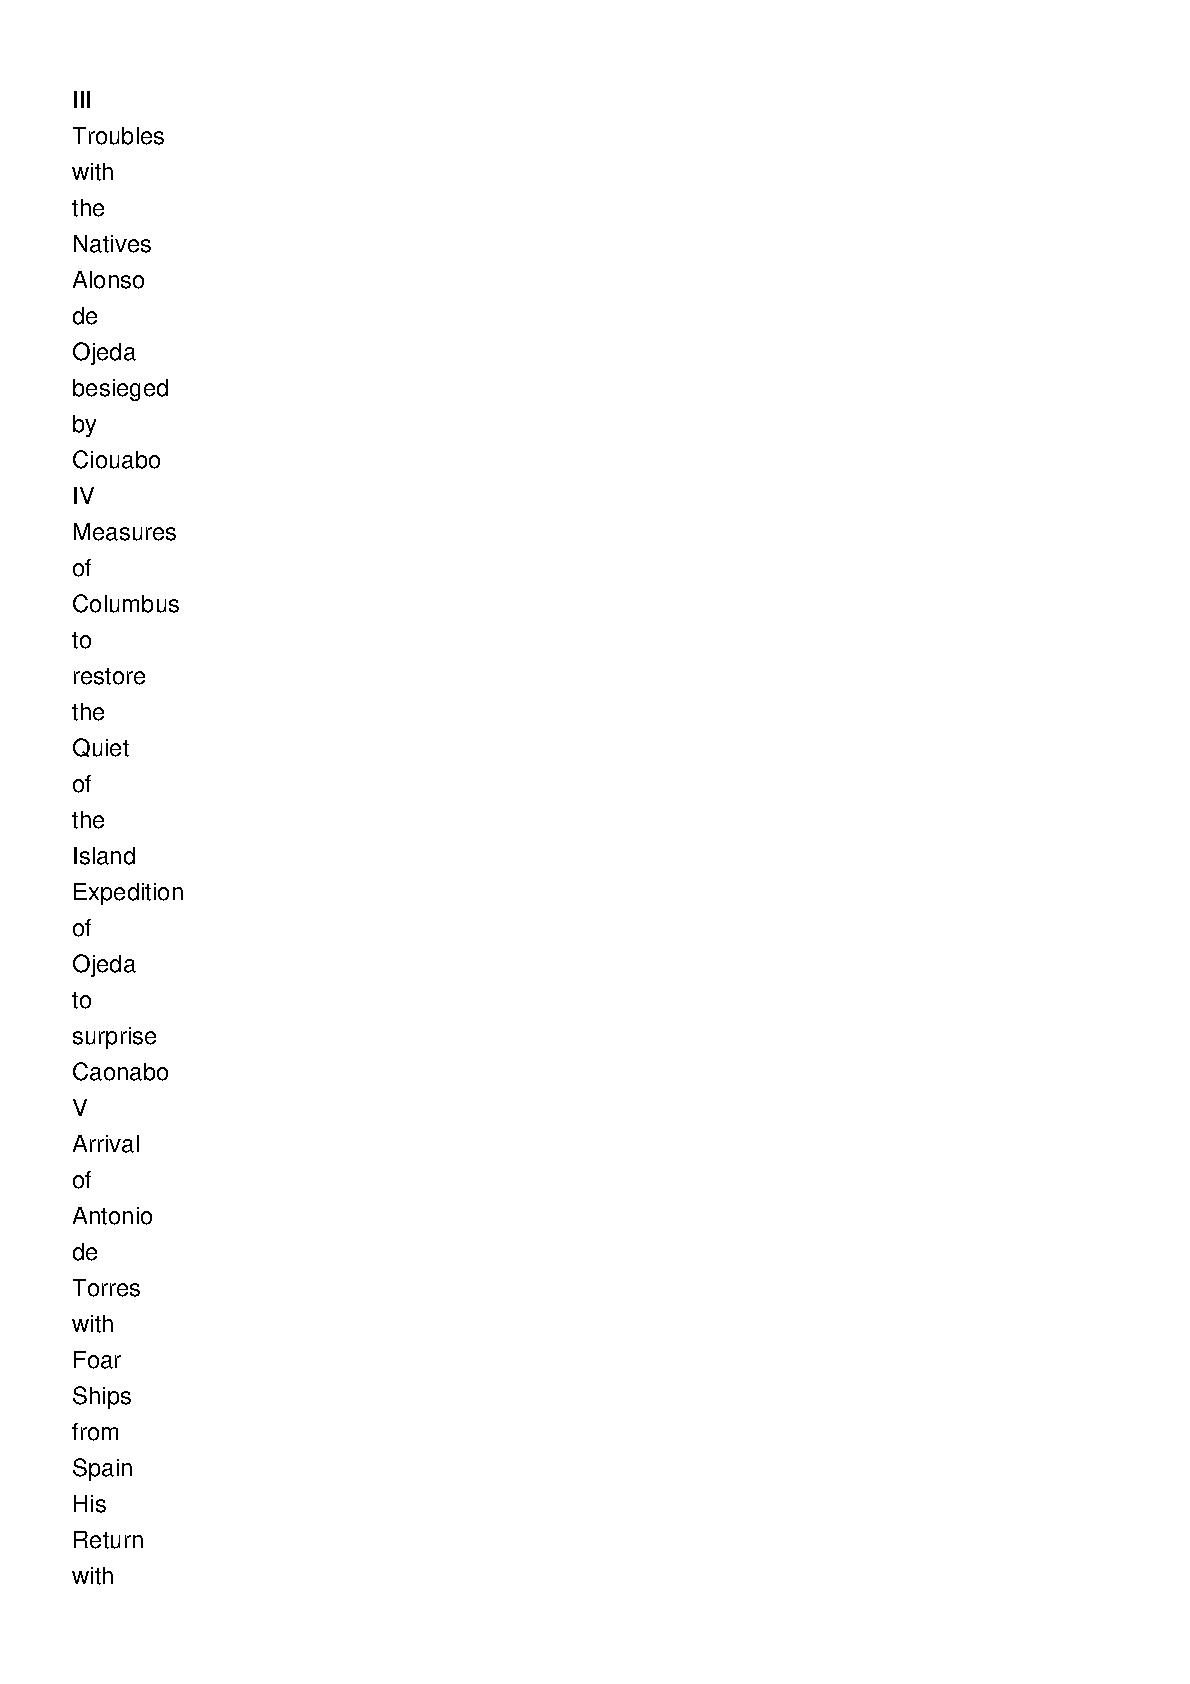 III
Troubles
with
the
Natives
Alonso
de
Ojeda
besieged
by
Ciouabo
IV
Measures
of
Columbus
to
restore
the
Quiet
of
the
Island
Expedition
of
Ojeda
to
surprise
Caonabo
V
Arrival
of
Antonio
de
Torres
with
Foar
Ships
from
Spain
His
Return
with